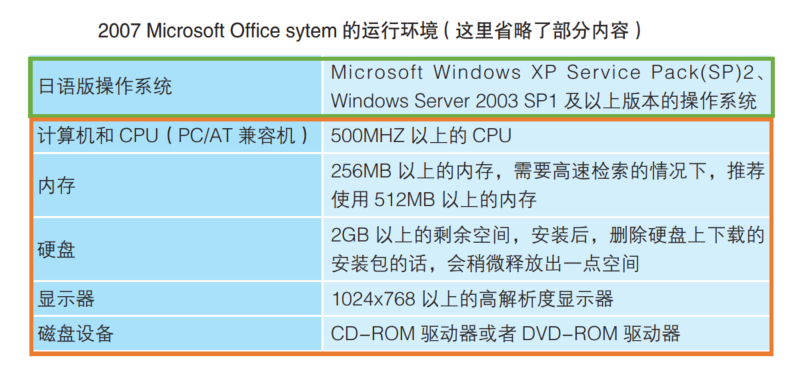 2007 Microsoft Office sytem 的运行环境（这里省略了部分内容）
日语版操作系统
Microsoft Windows XP Service Pack(SP)2、
Windows Server 2003 SP1 及以上版本的操作系统
计算机和 CPU（PC/AT 兼容机）
500MHZ 以上的 CPU
内存
256MB 以上的内存，需要高速检索的情况下，推荐
使用 512MB 以上的内存
硬盘
2GB 以上的剩余空间，安装后，删除硬盘上下载的
安装包的话，会稍微释放出一点空间
显示器
1024x768 以上的高解析度显示器
磁盘设备
CD-ROM 驱动器或者 DVD-ROM 驱动器